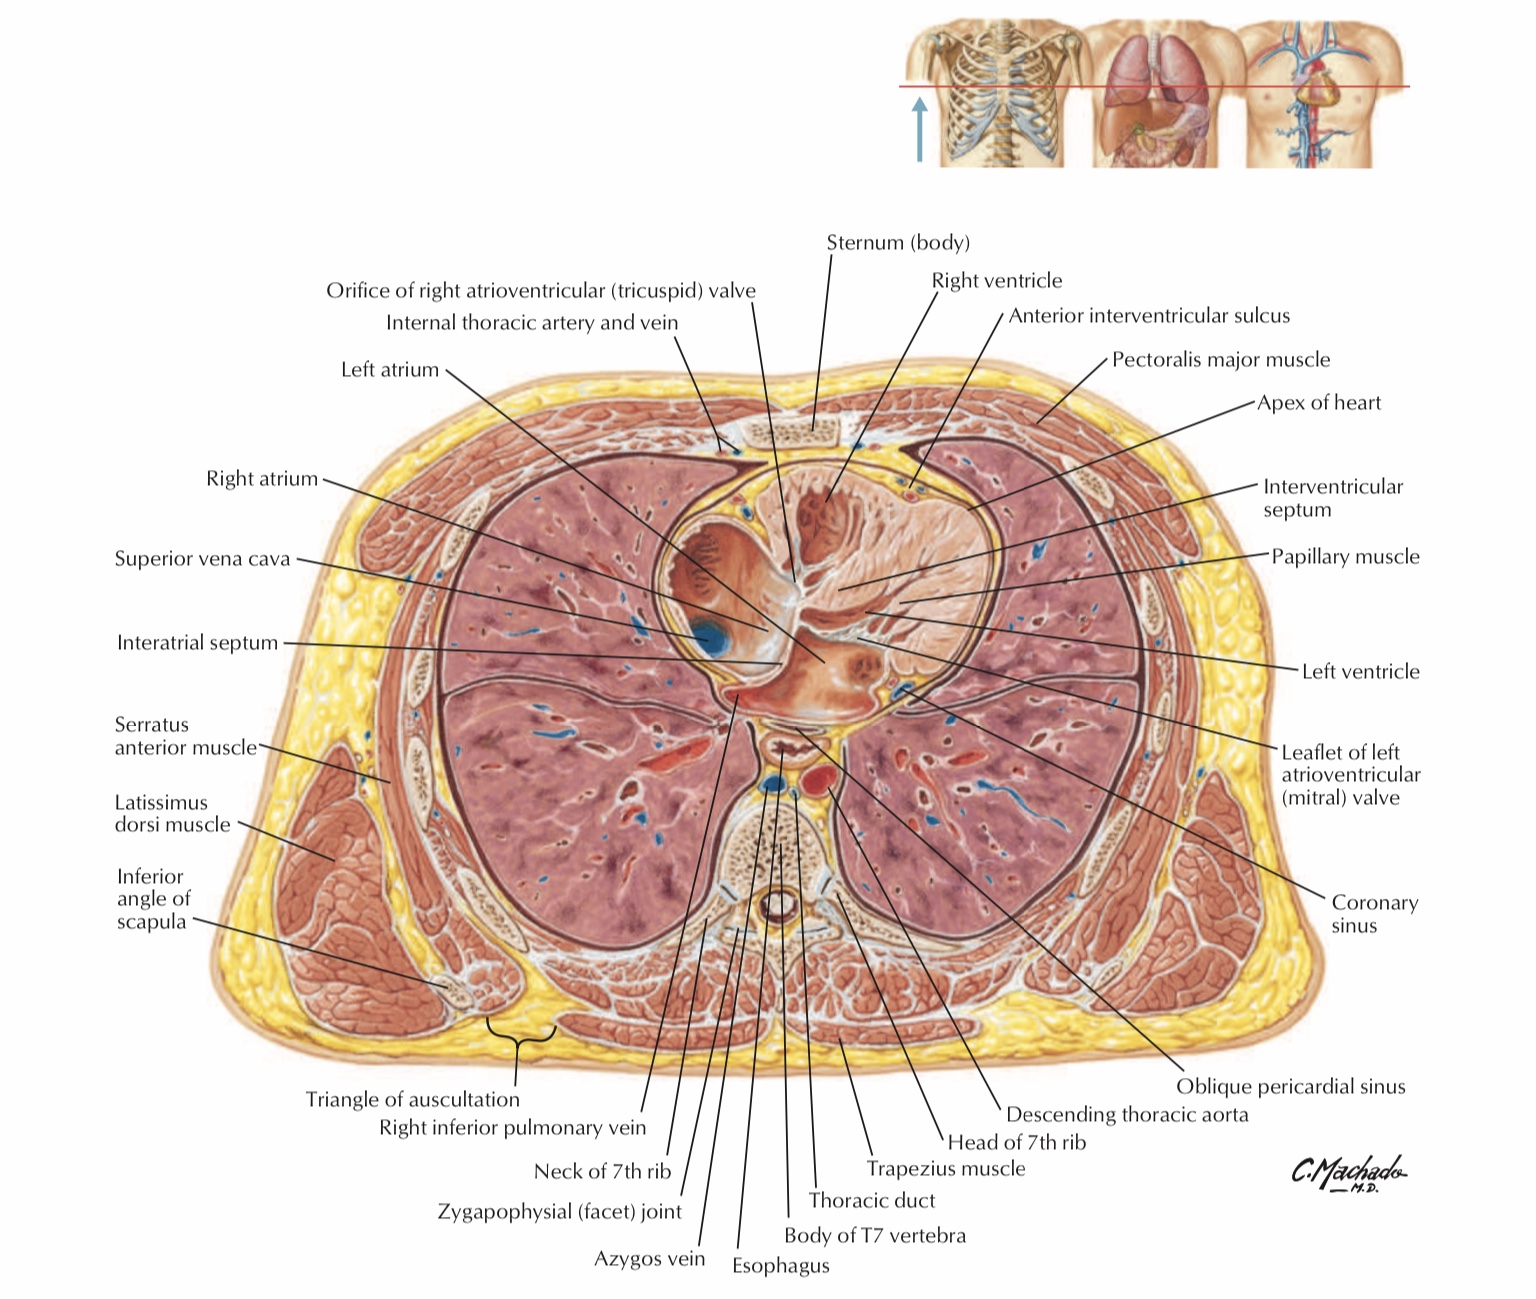 Sternum (body)
Right ventricle
Orifice of right atrioventricular (tricuspid) valve
Anterior interventricular sulcus
Internal thoracic artery and vein
Pectoralis major muscle
Left atrium
Apex of heart
Right atrium
Interventricular
septum
Superior vena cava
Papillary muscle
Interatrial septum
Left ventricle
Serratus
anterior muscle
Leaflet of left
atrioventricular
(mitral) valve
Latissimus
dorsi muscle
Inferior
angle of
scapula
Coronary
sinus
Oblique pericardial sinus
Triangle of auscultation
Descending thoracic aorta
Right inferior pulmonary vein
Head of 7th rib
Neck of 7th rib
Trapezius muscle
Thoracic duct
Zygapophysial (facet) joint
Body of T7 vertebra
Azygos vein
Esophagus
C. Machado
M.D.